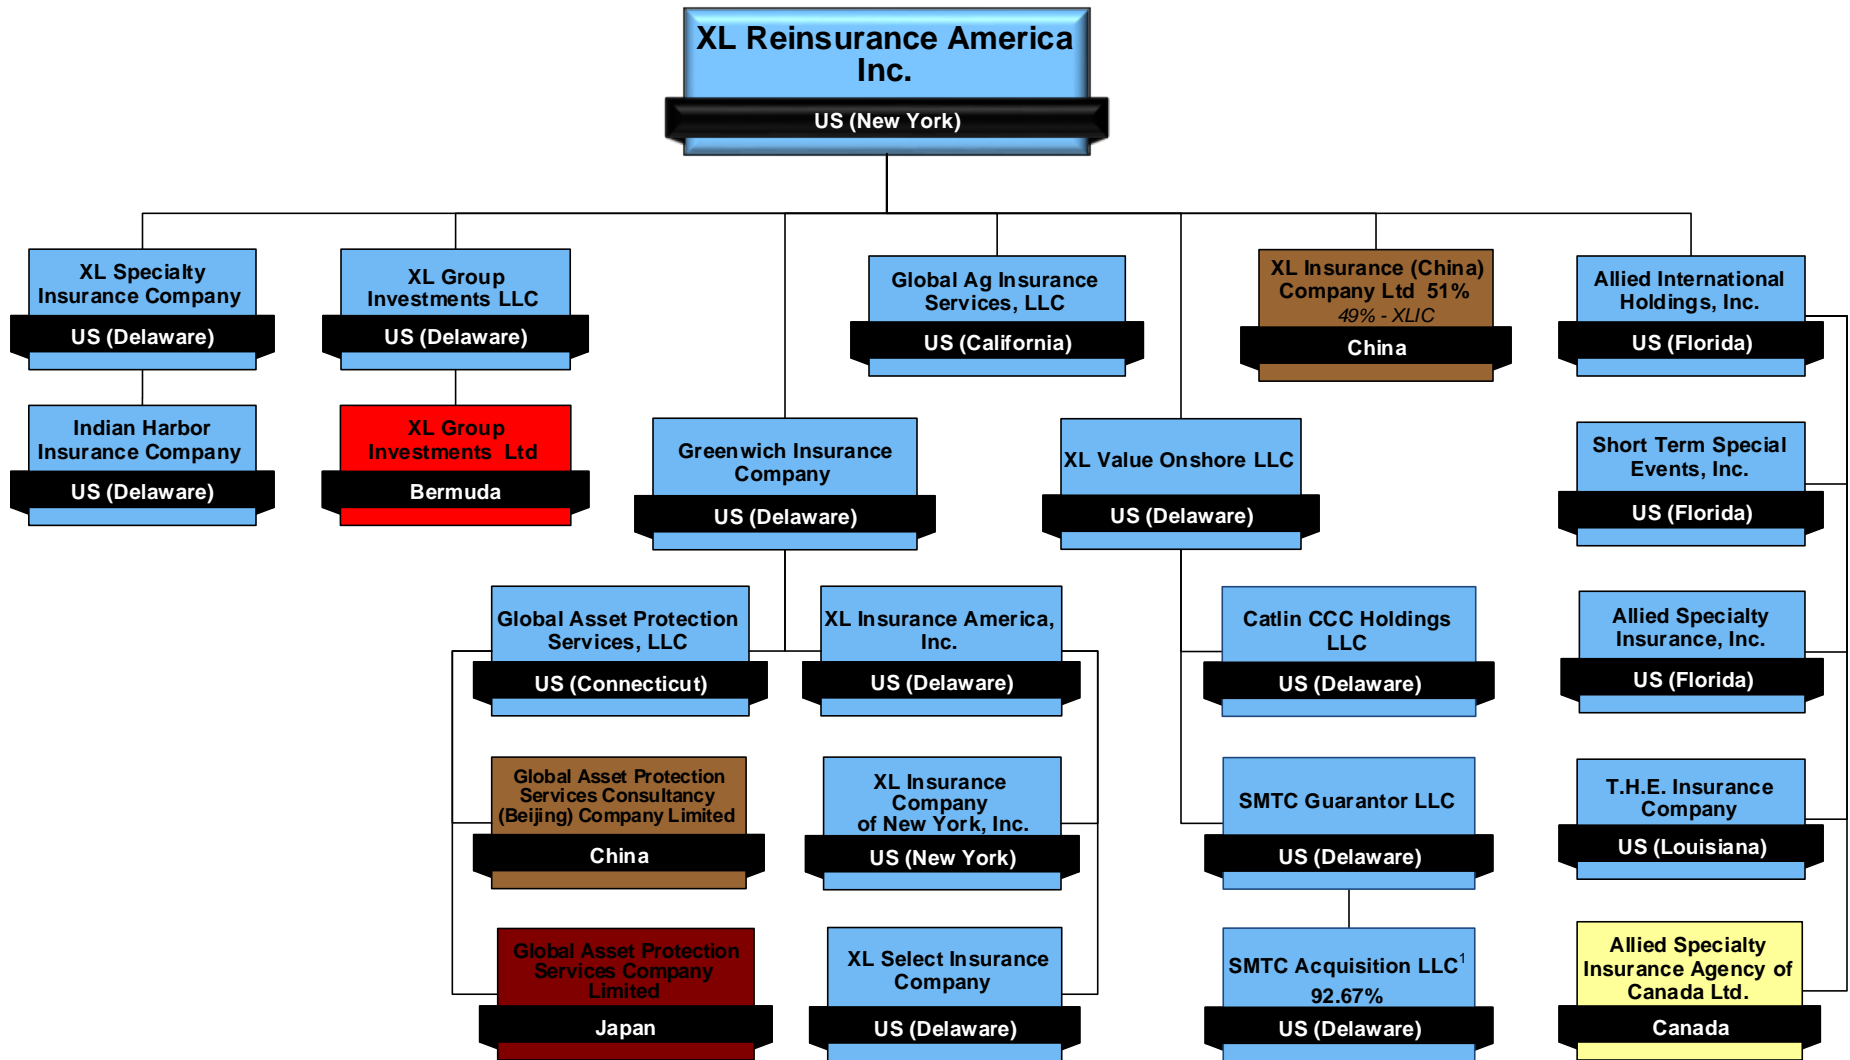 XL Reinsurance America
Inc.
US (New York)
XL Specialty
Insurance Company
US (Delaware)
XL Group
Investments LLC
US (Delaware)
Global Ag Insurance
Services, LLC
US (California)
XL Insurance (China)
Company Ltd 51%
49% - XLIC
China
Allied International
Holdings, Inc.
US (Florida)
Indian Harbor
Insurance Company
US (Delaware)
XL Group
Investments Ltd
Bermuda
Greenwich Insurance
Company
US (Delaware)
XL Value Onshore LLC
US (Delaware)
Short Term Special
Events, Inc.
US (Florida)
Global Asset Protection
Services, LLC
US (Connecticut)
XL Insurance America,
Inc.
US (Delaware)
Catlin CCC Holdings
LLC
US (Delaware)
Allied Specialty
Insurance, Inc.
US (Florida)
Global Asset Protection
Services Consultancy
(Beijing) Company Limited
China
XL Insurance
Company
of New York, Inc.
US (New York)
SMTC Guarantor LLC
US (Delaware)
T.H.E. Insurance
Company
US (Louisiana)
Global Asset Protection
Services Company
Limited
Japan
XL Select Insurance
Company
US (Delaware)
SMTC Acquisition LLC¹
92.67%
US (Delaware)
Allied Specialty
Insurance Agency of
Canada Ltd.
Canada